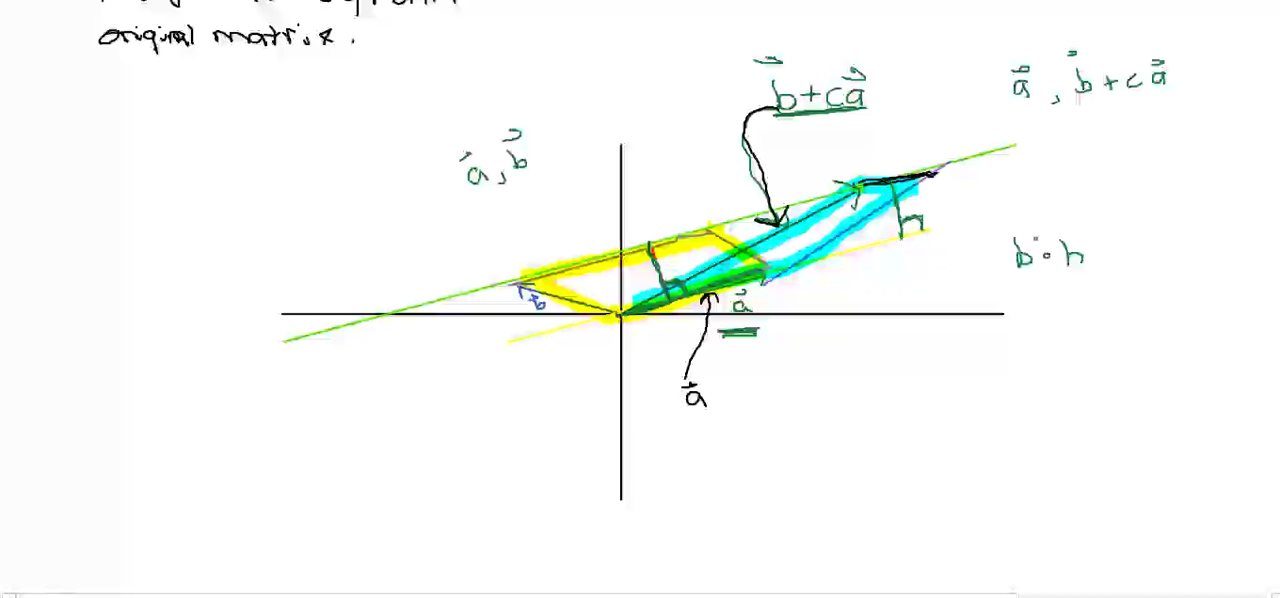 original matrix.
b⃗+ca⃗
a⃗, b⃗+ca⃗
a⃗, b⃗
h
b⃗
b·h
a⃗
a⃗